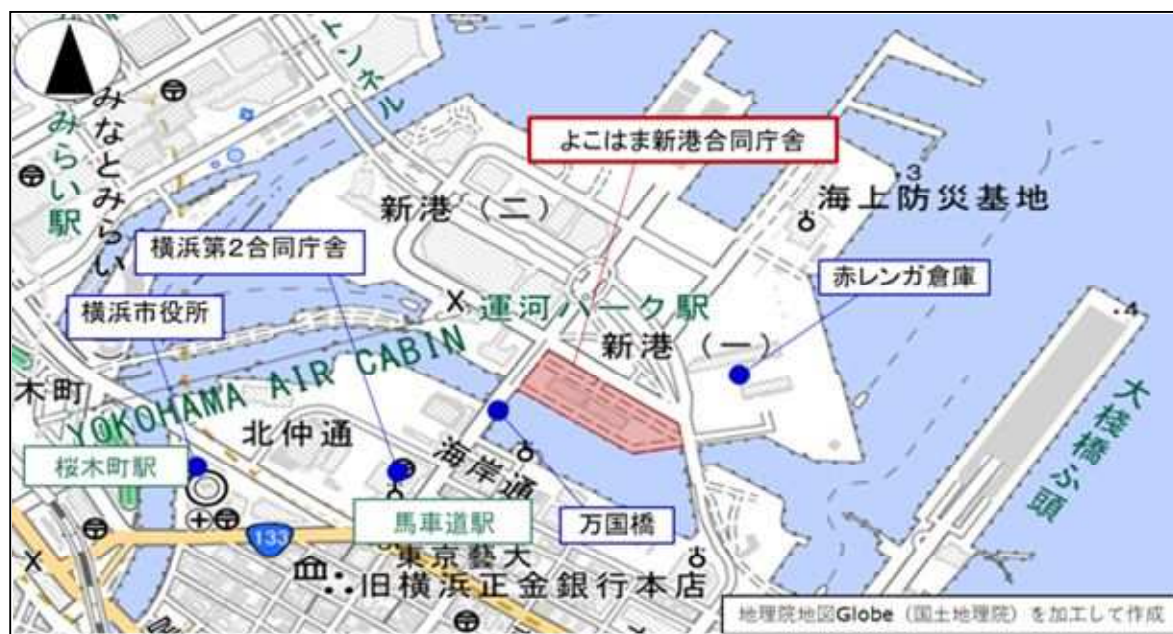 トンネル
みなとみらい
みらい駅
よこはま新港合同庁舎
新港（二）
.3
海上防災基地
横浜第2合同庁舎
横浜市役所
赤レンガ倉庫
運河パーク駅
新港（一）
.4
YOKOHAMA AIR CABIN
木町
北仲通
海岸通
大棧橋ふ頭
桜木町駅
馬車道駅
万国橋
133
東京藝大
旧横浜正金銀行本店
地理院地図Globe（国土地理院）を加工して作成